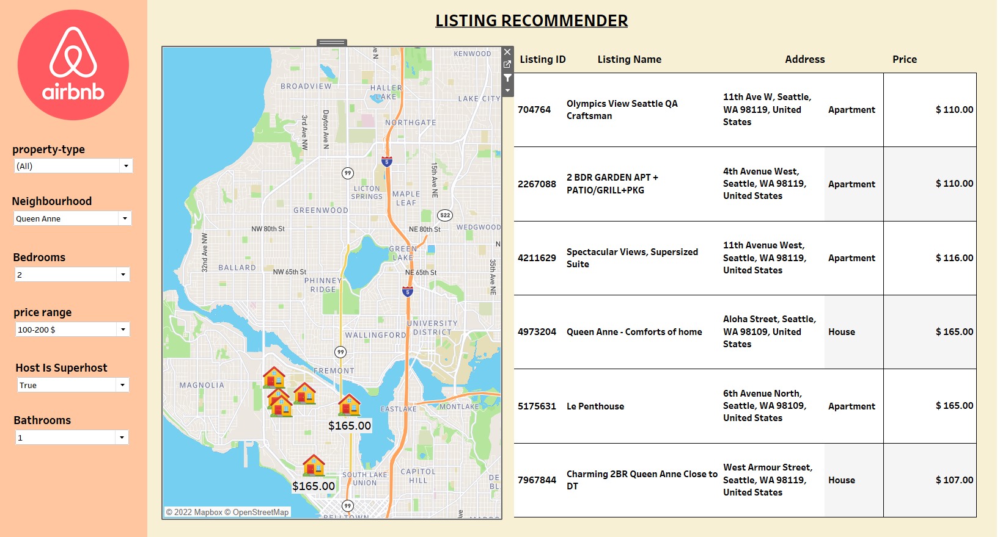 LISTING RECOMMENDER
airbnb
property-type
(All)
Neighbourhood
Queen Anne
Bedrooms
2
price range
100-200 $
Host Is Superhost
True
Bathrooms
1
KENWOOD
BROADVIEW
HALLER
LAKE
LAKE CITY
3rd Ave NW
Dayton Ave N
NORTHGATE
5
99
15th Ave NE
LICTON
SPRINGS
MAPLE
LEAF
GREENWOOD
522
NW 80th St
NE 80th St
WEDGWOOD
32nd Ave NW
GREEN
LAKE
BALLARD
NW 65th St
NE 65th St
35th Ave NE
PHINNEY
RIDGE
5
UNIVERSITY
DISTRICT
WALLINGFORD
99
FREMONT
MAGNOLIA
EASTLAKE
MONTLAKE
$165.00
SOUTH LAKE
UNION
CAPITOL
HILL
$165.00
99
BELLTOWN
© 2022 Mapbox © OpenStreetMap
Listing ID Listing Name Address Price
704764 Olympics View Seattle QA
Craftsman
11th Ave W, Seattle,
WA 98119, United
States
Apartment
$ 110.00
2267088 2 BDR GARDEN APT +
PATIO/GRILL+PKG
4th Avenue West,
Seattle, WA 98119,
United States
Apartment
$ 110.00
4211629 Spectacular Views, Supersized
Suite
11th Avenue West,
Seattle, WA 98119,
United States
Apartment
$ 116.00
4973204 Queen Anne - Comforts of home
Aloha Street, Seattle,
WA 98109, United
States
House
$ 165.00
5175631 Le Penthouse
6th Avenue North,
Seattle, WA 98109,
United States
Apartment
$ 165.00
7967844 Charming 2BR Queen Anne Close to
DT
West Armour Street,
Seattle, WA 98119,
United States
House
$ 107.00